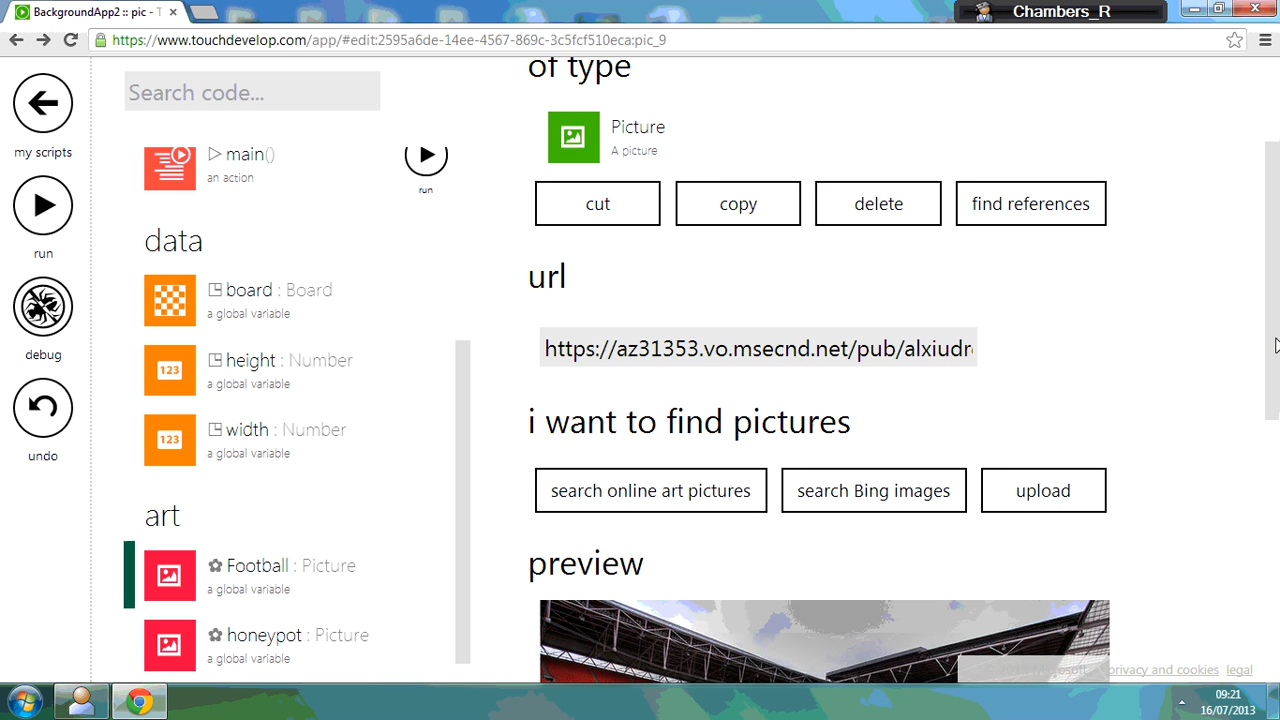 BackgroundApp2 :: pic - T
Chambers_R
https://www.touchdevelop.com/app/#edit:2595a6de-14ee-4567-869c-3c5fcf510eca:pic_9
my scripts
run
debug
undo
Search code...
main()
an action
run
data
board : Board
a global variable
height : Number
a global variable
width : Number
a global variable
art
Football : Picture
a global variable
honeypot : Picture
a global variable
of type
Picture
A picture
cut
copy
delete
find references
url
https://az31353.vo.msecnd.net/pub/alxiudr
i want to find pictures
search online art pictures
search Bing images
upload
preview
privacy and cookies
legal
123
123
09:21
16/07/2013